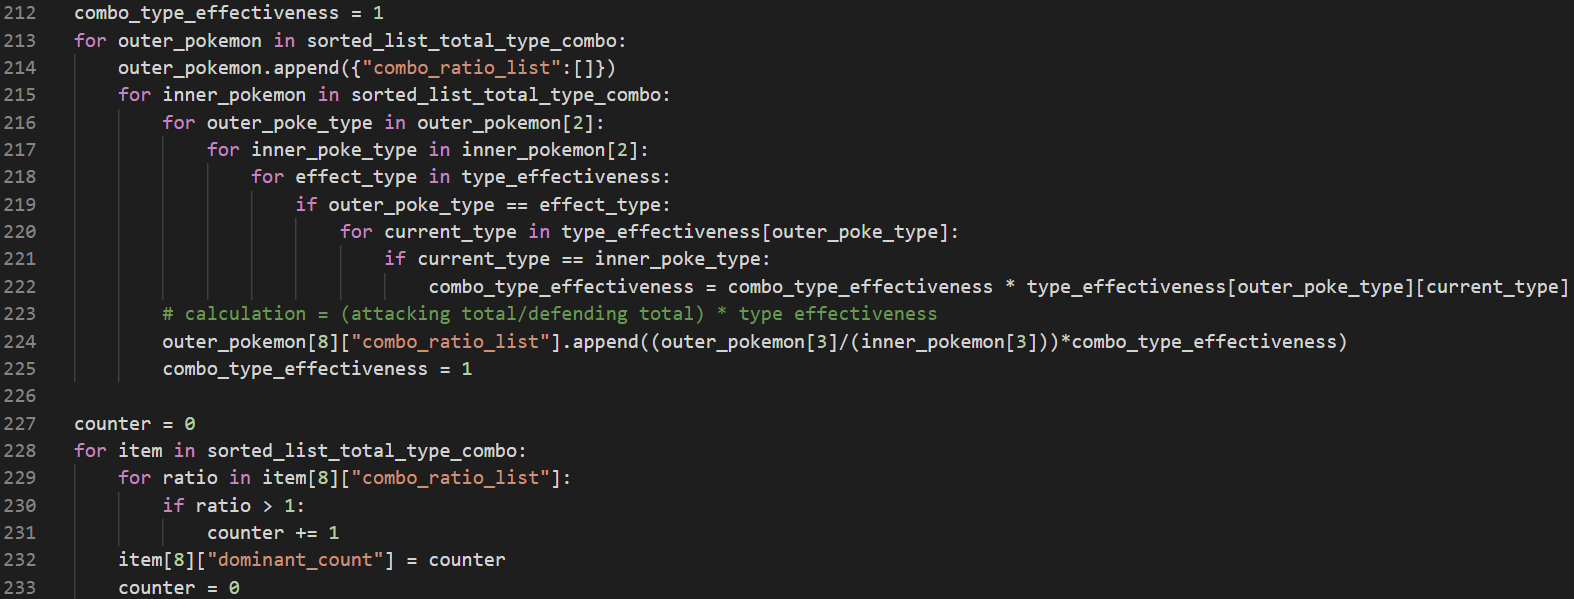 212 combo_type_effectiveness = 1
213 for outer_pokemon in sorted_list_total_type_combo:
214     outer_pokemon.append({"combo_ratio_list":[]})
215     for inner_pokemon in sorted_list_total_type_combo:
216         for outer_poke_type in outer_pokemon[2]:
217             for inner_poke_type in inner_pokemon[2]:
218                 for effect_type in type_effectiveness:
219                     if outer_poke_type == effect_type:
220                         for current_type in type_effectiveness[outer_poke_type]:
221                             if current_type == inner_poke_type:
222                                 combo_type_effectiveness = combo_type_effectiveness * type_effectiveness[outer_poke_type][current_type]
223         # calculation = (attacking total/defending total) * type effectiveness
224         outer_pokemon[8]["combo_ratio_list"].append((outer_pokemon[3]/(inner_pokemon[3]))*combo_type_effectiveness)
225         combo_type_effectiveness = 1
226
227 counter = 0
228 for item in sorted_list_total_type_combo:
229     for ratio in item[8]["combo_ratio_list"]:
230         if ratio > 1:
231             counter += 1
232     item[8]["dominant_count"] = counter
233     counter = 0